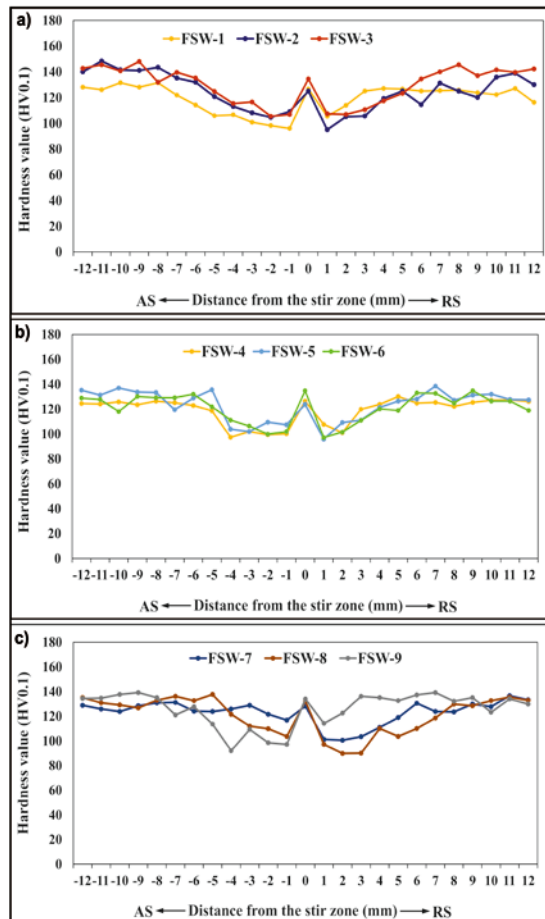 a)
FSW-1 FSW-2 FSW-3
Hardness value (HV0.1)
180
160
140
120
100
80
60
40
20
0
-12 -11 -10 -9 -8 -7 -6 -5 -4 -3 -2 -1 0 1 2 3 4 5 6 7 8 9 10 11 12
AS Distance from the stir zone (mm) RS
b)
FSW-4 FSW-5 FSW-6
Hardness value (HV0.1)
180
160
140
120
100
80
60
40
20
0
-12 -11 -10 -9 -8 -7 -6 -5 -4 -3 -2 -1 0 1 2 3 4 5 6 7 8 9 10 11 12
AS Distance from the stir zone (mm) RS
c)
FSW-7 FSW-8 FSW-9
Hardness value (HV0.1)
180
160
140
120
100
80
60
40
20
0
-12 -11 -10 -9 -8 -7 -6 -5 -4 -3 -2 -1 0 1 2 3 4 5 6 7 8 9 10 11 12
AS Distance from the stir zone (mm) RS